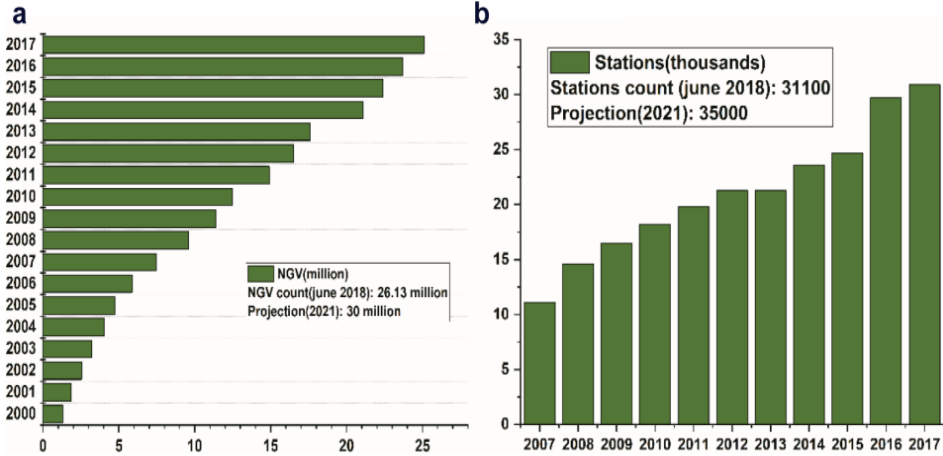 a
2017
2016
2015
2014
2013
2012
2011
2010
2009
2008
2007
2006
2005
2004
2003
2002
2001
2000
NGV(million)
NGV count(june 2018): 26.13 million
Projection(2021): 30 million
0 5 10 15 20 25
b
35
30
25
20
15
10
5
0
Stations(thousands)
Stations count (june 2018): 31100
Projection(2021): 35000
2007 2008 2009 2010 2011 2012 2013 2014 2015 2016 2017